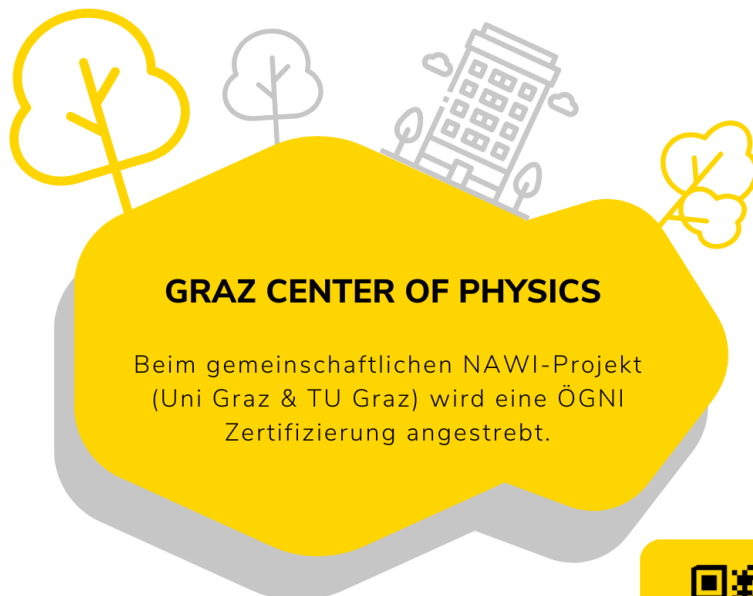 GRAZ CENTER OF PHYSICS
Beim gemeinschaftlichen NAWI-Projekt
(Uni Graz & TU Graz) wird eine ÖGNI
Zertifizierung angestrebt.